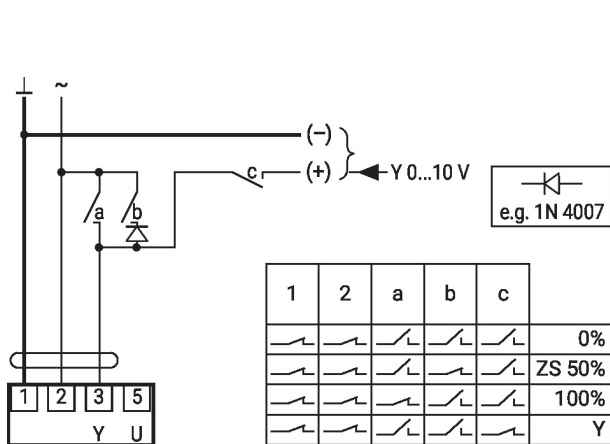 ⊥ ~
(–)
c (+) Y 0...10 V
a b
e.g. 1N 4007
1 2 a b c
0%
ZS 50%
100%
Y
1 2 3 5
Y U